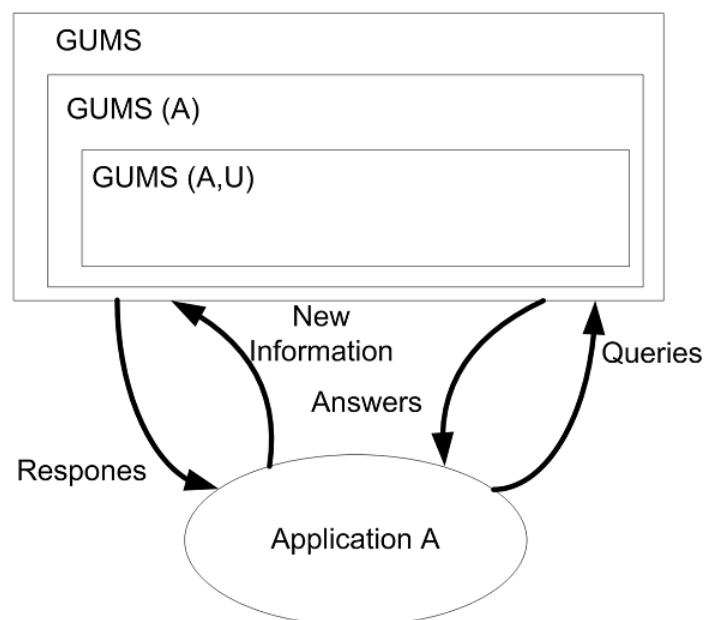 GUMS
GUMS (A)
GUMS (A,U)
New
Information
Queries
Answers
Respones
Application A